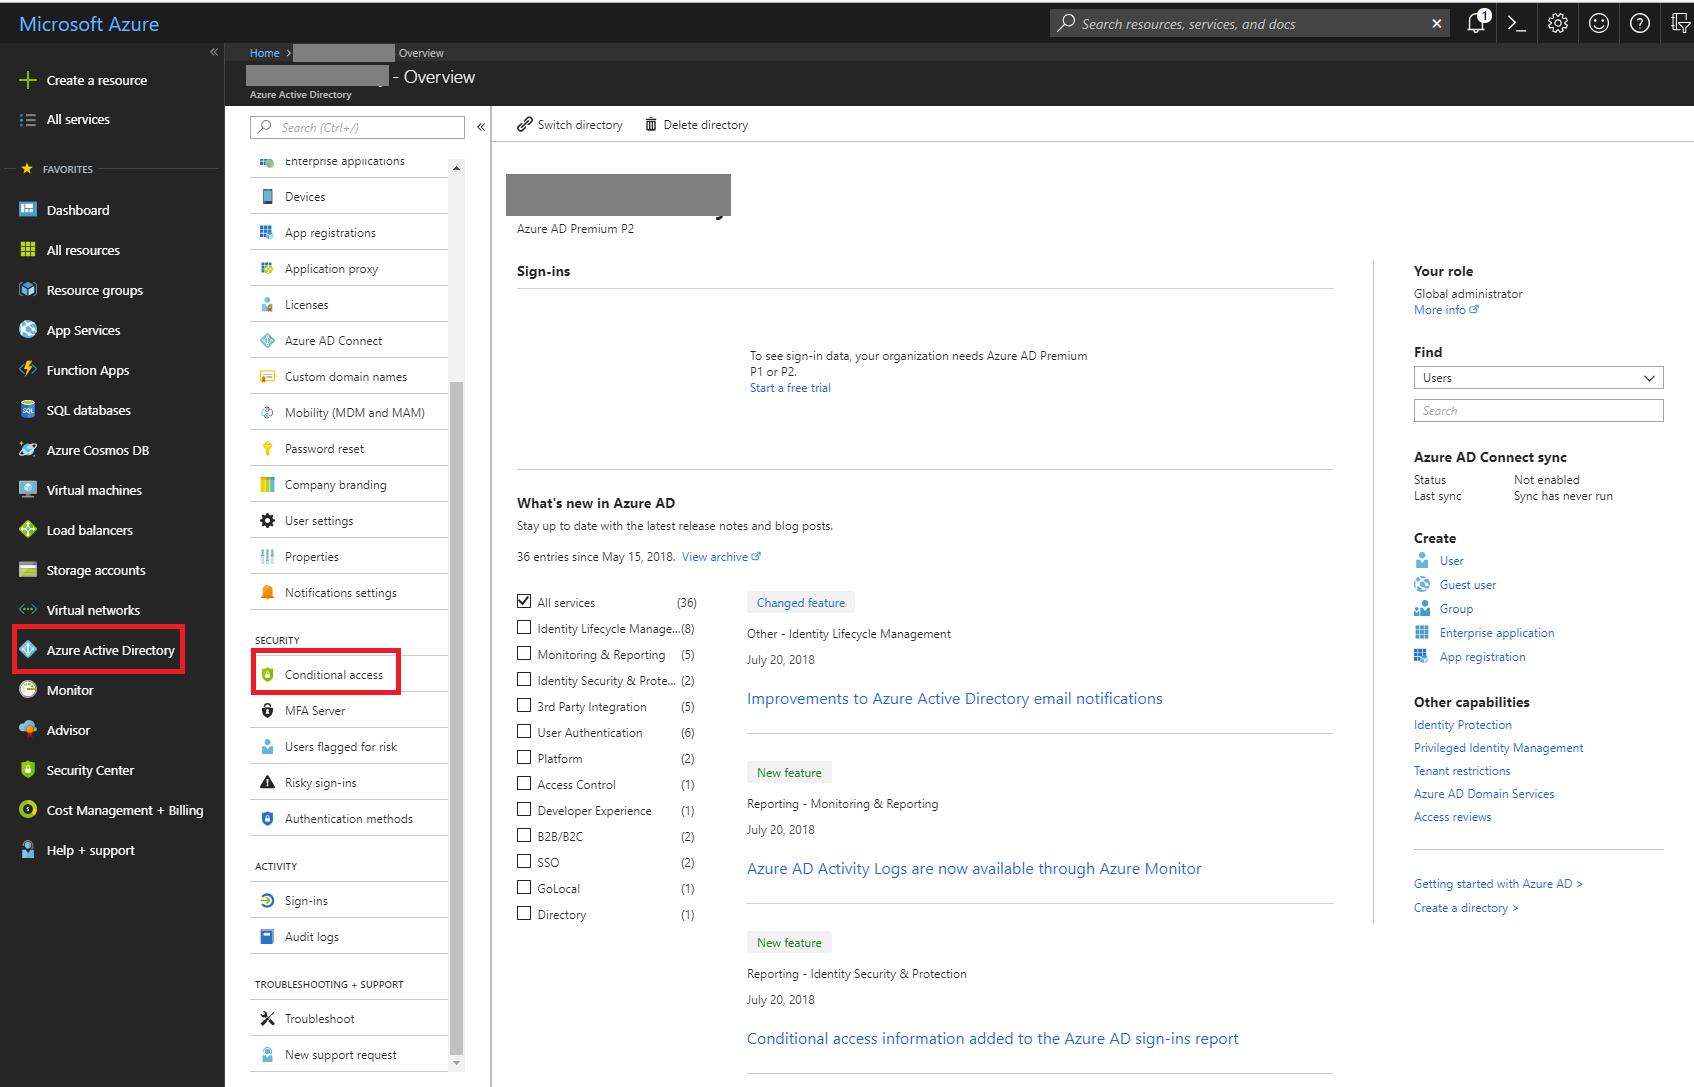 Microsoft Azure
Search resources, services, and docs
1
Home > Overview
- Overview
Azure Active Directory
Create a resource
All services
FAVORITES
Dashboard
All resources
Resource groups
App Services
Function Apps
SQL databases
Azure Cosmos DB
Virtual machines
Load balancers
Storage accounts
Virtual networks
Azure Active Directory
Monitor
Advisor
Security Center
Cost Management + Billing
Help + support
Search (Ctrl+/)
Enterprise applications
Devices
App registrations
Application proxy
Licenses
Azure AD Connect
Custom domain names
Mobility (MDM and MAM)
Password reset
Company branding
User settings
Properties
Notifications settings
SECURITY
Conditional access
MFA Server
Users flagged for risk
Risky sign-ins
Authentication methods
ACTIVITY
Sign-ins
Audit logs
TROUBLESHOOTING + SUPPORT
Troubleshoot
New support request
Switch directory
Delete directory
Azure AD Premium P2
Sign-ins
To see sign-in data, your organization needs Azure AD Premium
P1 or P2.
Start a free trial
What's new in Azure AD
Stay up to date with the latest release notes and blog posts.
36 entries since May 15, 2018. View archive
All services (36)
Identity Lifecycle Manage... (8)
Monitoring & Reporting (5)
Identity Security & Prote... (2)
3rd Party Integration (5)
User Authentication (6)
Platform (2)
Access Control (1)
Developer Experience (1)
B2B/B2C (2)
SSO (2)
GoLocal (1)
Directory (1)
Changed feature
Other - Identity Lifecycle Management
July 20, 2018
Improvements to Azure Active Directory email notifications
New feature
Reporting - Monitoring & Reporting
July 20, 2018
Azure AD Activity Logs are now available through Azure Monitor
New feature
Reporting - Identity Security & Protection
July 20, 2018
Conditional access information added to the Azure AD sign-ins report
Your role
Global administrator
More info
Find
Users
Search
Azure AD Connect sync
Status Not enabled
Last sync Sync has never run
Create
User
Guest user
Group
Enterprise application
App registration
Other capabilities
Identity Protection
Privileged Identity Management
Tenant restrictions
Azure AD Domain Services
Access reviews
Getting started with Azure AD >
Create a directory >